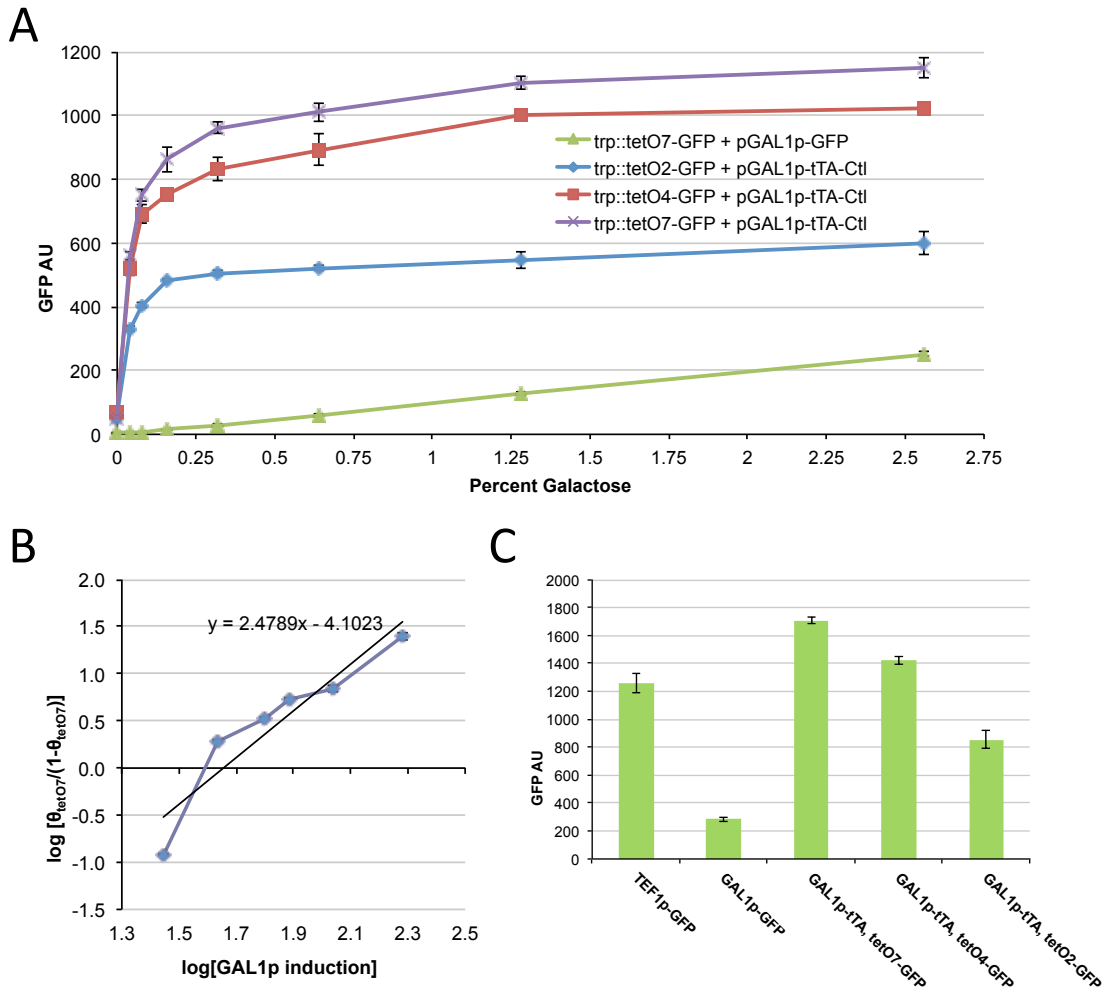 A
1200
1000
800
600
400
200
0
GFP AU
trp::tetO7-GFP + pGAL1p-GFP
trp::tetO2-GFP + pGAL1p-tTA-Ctl
trp::tetO4-GFP + pGAL1p-tTA-Ctl
trp::tetO7-GFP + pGAL1p-tTA-Ctl
0 0.25 0.5 0.75 1 1.25 1.5 1.75 2 2.25 2.5 2.75
Percent Galactose
B
2.0
1.5
1.0
0.5
0.0
-0.5
-1.0
-1.5
log [θtetO7/(1-θtetO7)]
y = 2.4789x - 4.1023
1.3 1.5 1.7 1.9 2.1 2.3 2.5
log[GAL1p induction]
C
2000
1800
1600
1400
1200
1000
800
600
400
200
0
GFP AU
TEF1p-GFP
GAL1p-GFP
GAL1p-tTA, tetO7-GFP
GAL1p-tTA, tetO4-GFP
GAL1p-tTA, tetO2-GFP